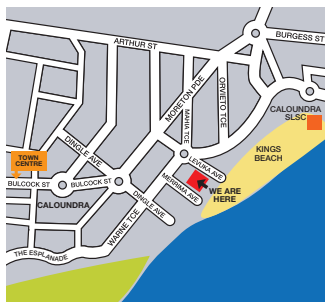 BURGESS ST
ARTHUR ST
MORETON PDE
MANIA TCE
ORVIETO TCE
CALOUNDRA
SLSC
DINGLE AVE
KINGS
BEACH
LEVUKA AVE
TOWN
CENTRE
MERRIMA AVE
WE ARE
HERE
BULCOCK ST
BULCOCK ST
CALOUNDRA
DINGLE AVE
WARNE TCE
THE ESPLANADE